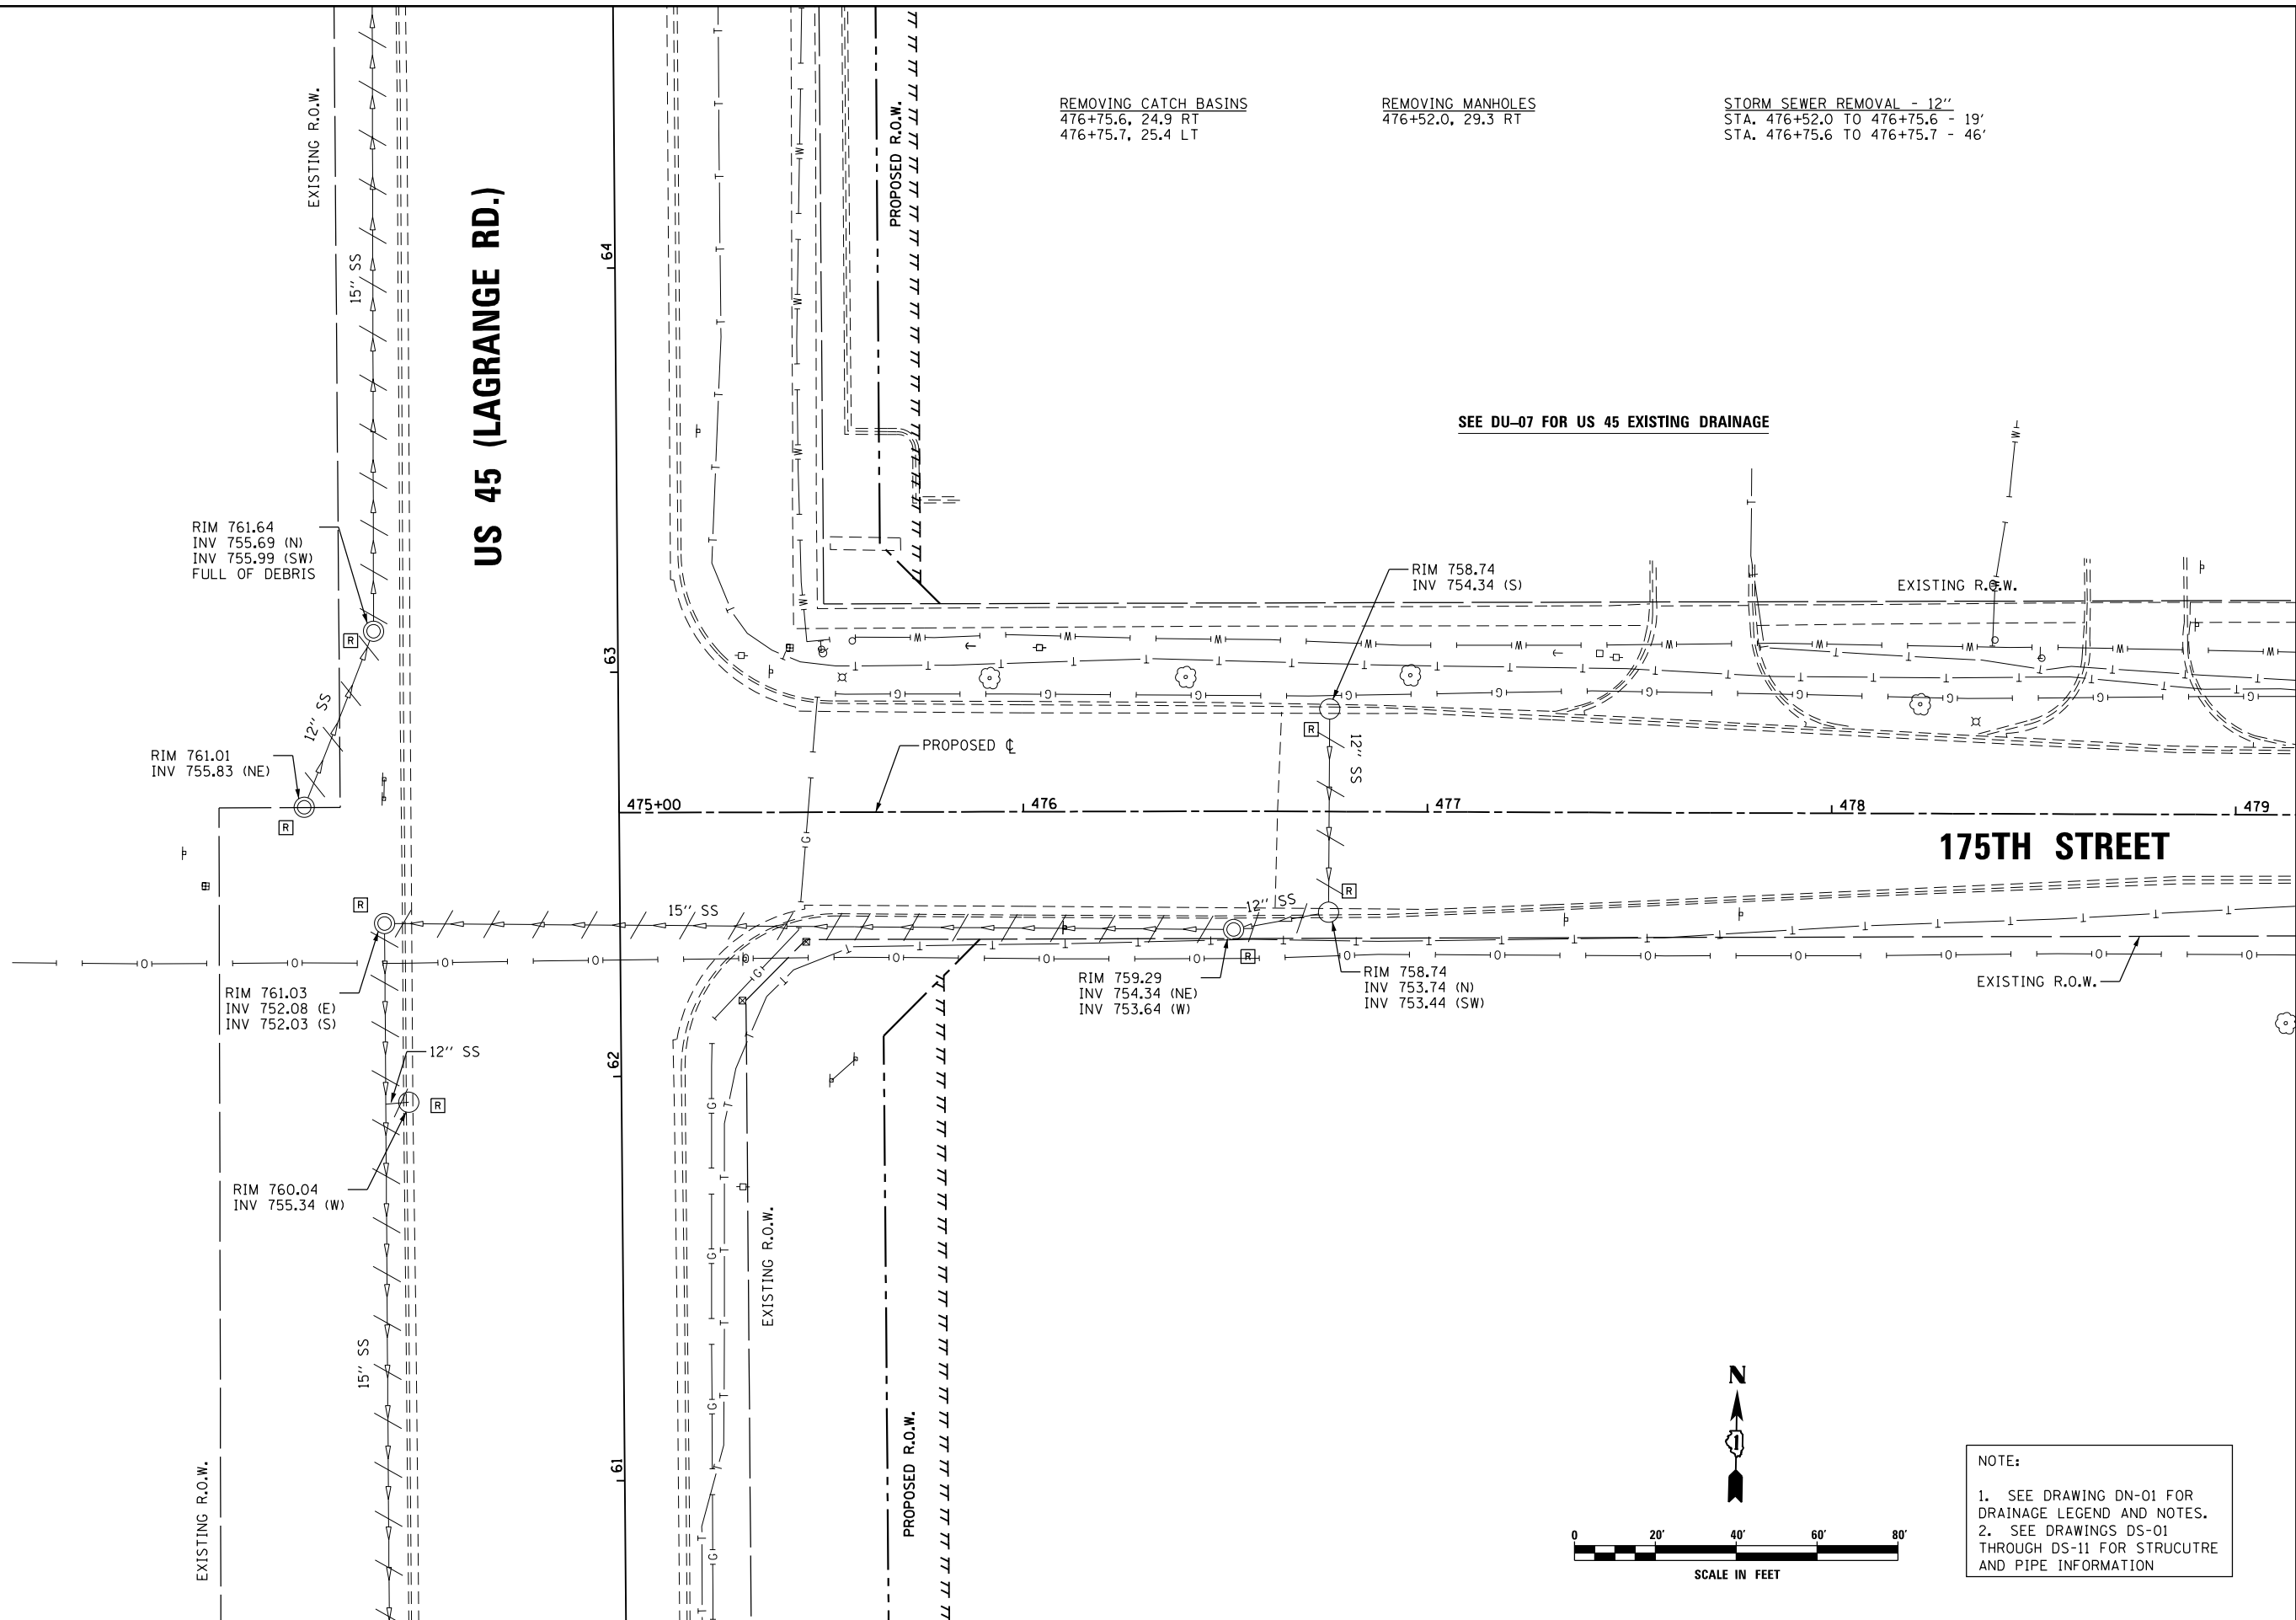 REMOVING CATCH BASINS
476+75.6, 24.9 RT
476+75.7, 25.4 LT
REMOVING MANHOLES
476+52.0, 29.3 RT
STORM SEWER REMOVAL - 12''
STA. 476+52.0 TO 476+75.6 - 19'
STA. 476+75.6 TO 476+75.7 - 46'
EXISTING R.O.W.
PROPOSED R.O.W.
US 45 (LAGRANGE RD.)
15'' SS
64
SEE DU-07 FOR US 45 EXISTING DRAINAGE
RIM 761.64
INV 755.69 (N)
INV 755.99 (SW)
FULL OF DEBRIS
RIM 758.74
INV 754.34 (S)
EXISTING R.O.W.
R
63
12'' SS
R
12'' SS
RIM 761.01
INV 755.83 (NE)
PROPOSED ℄
R
475+00
476
477
478
479
175TH STREET
R
R
15'' SS
12'' SS
R
RIM 761.03
INV 752.08 (E)
INV 752.03 (S)
RIM 759.29
INV 754.34 (NE)
INV 753.64 (W)
RIM 758.74
INV 753.74 (N)
INV 753.44 (SW)
EXISTING R.O.W.
62
12'' SS
R
RIM 760.04
INV 755.34 (W)
EXISTING R.O.W.
15'' SS
61
EXISTING R.O.W.
PROPOSED R.O.W.
N
1
0 20' 40' 60' 80'
SCALE IN FEET
NOTE:
1. SEE DRAWING DN-01 FOR
DRAINAGE LEGEND AND NOTES.
2. SEE DRAWINGS DS-01
THROUGH DS-11 FOR STRUCUTRE
AND PIPE INFORMATION